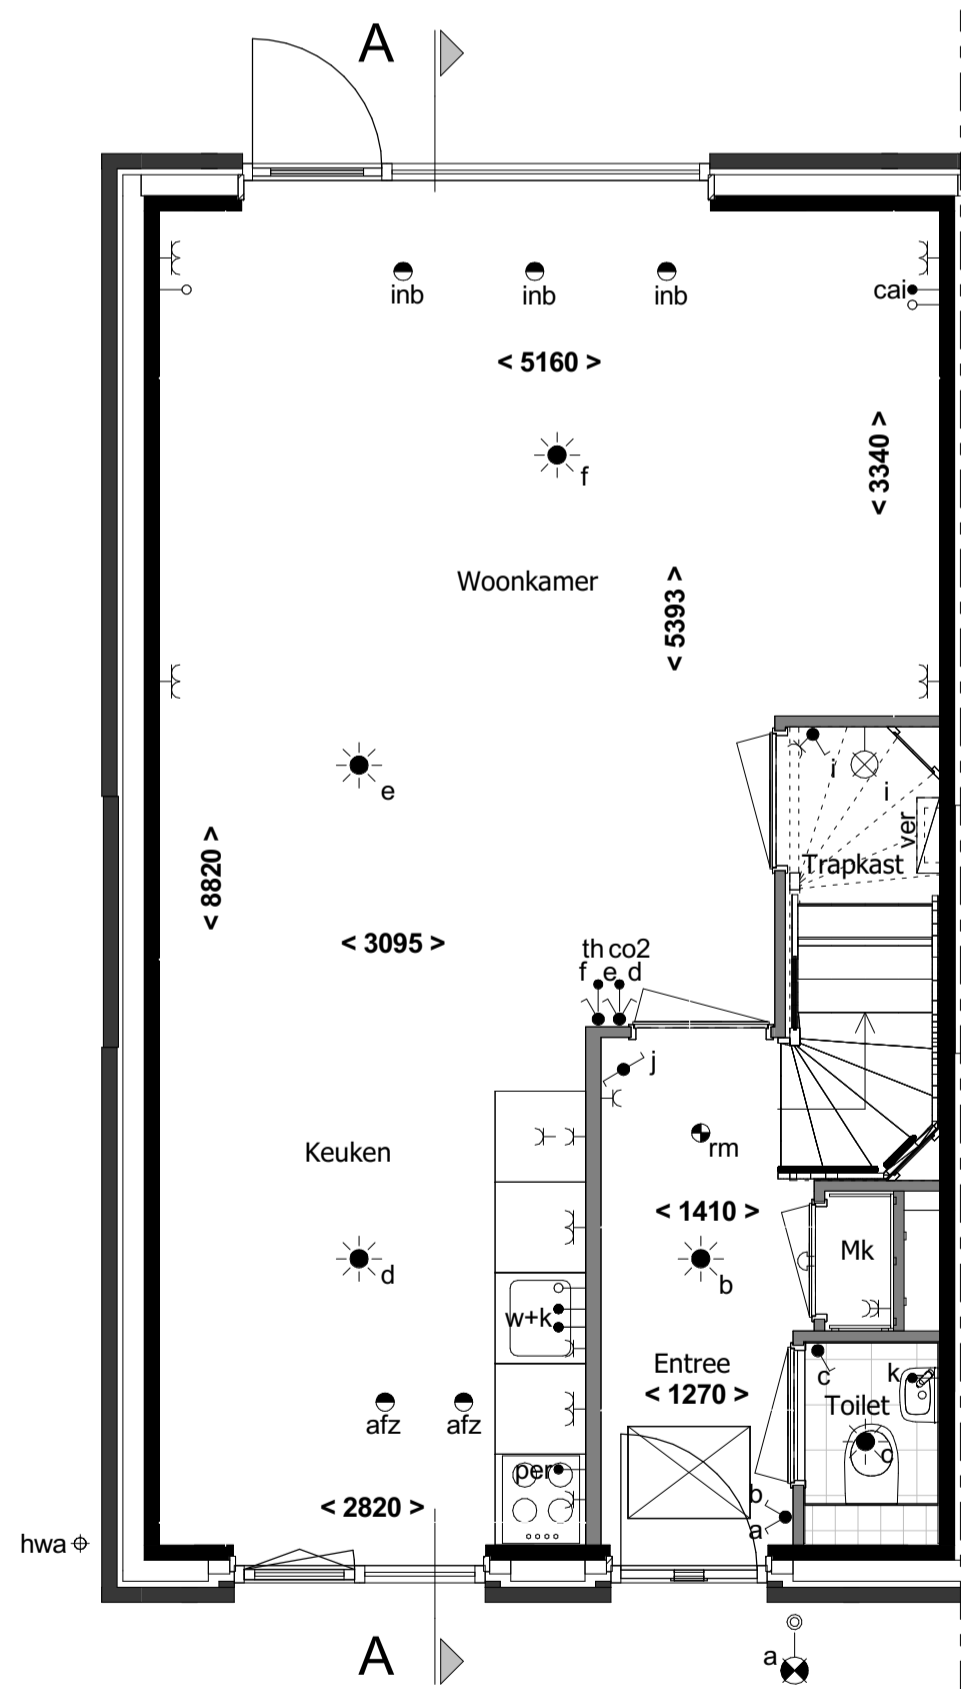 A
inb inb inb
cai
< 5160 >
< 3340 >
f
Woonkamer
< 5393 >
e
i
i
ver
Trapkast
< 8820 >
< 3095 >
th co2
f e d
j
Keuken
rm
< 1410 >
Mk
d
b
w+k
Entree
< 1270 >
c
k
Toilet
afz afz
c
per
b
a
< 2820 >
hwa
A
a